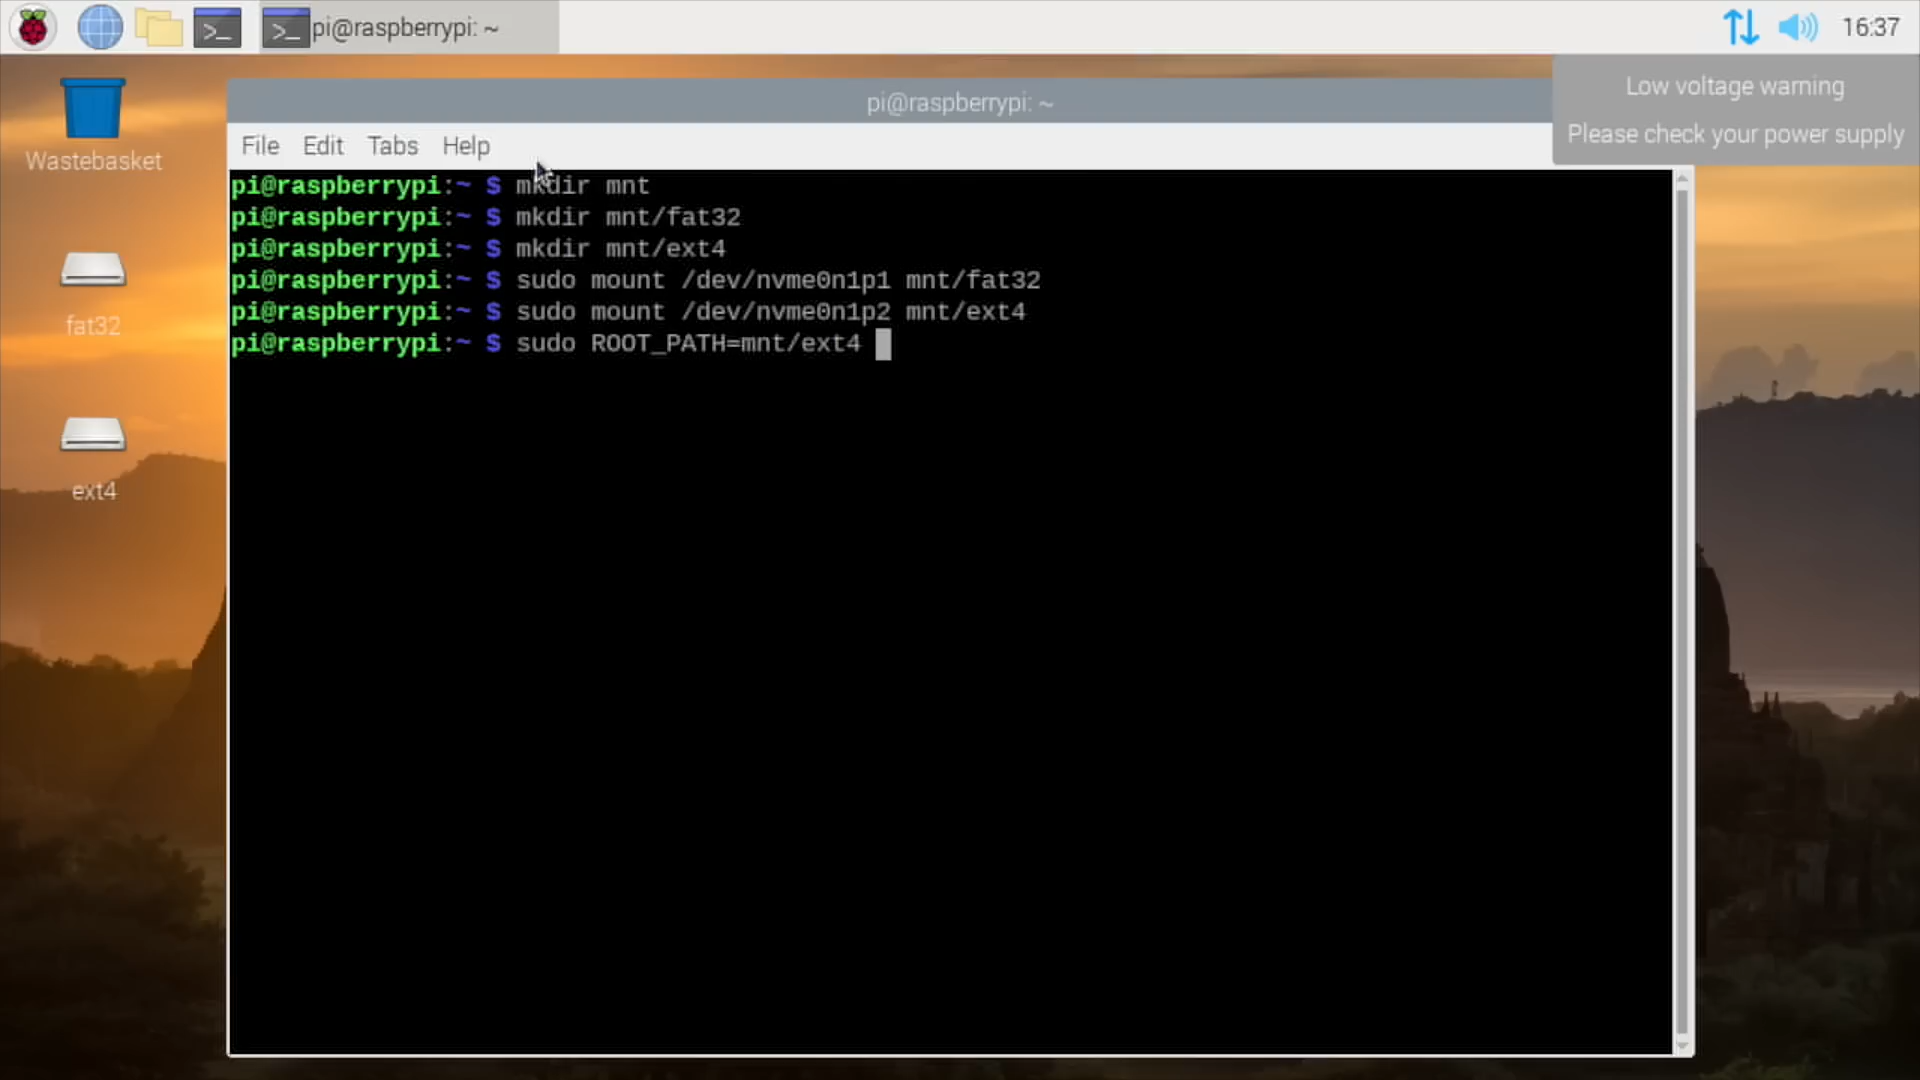 pi@raspberrypi: ~
16:37
Low voltage warning
Please check your power supply
Wastebasket
fat32
ext4
pi@raspberrypi: ~
File Edit Tabs Help
pi@raspberrypi:~ $ mkdir mnt
pi@raspberrypi:~ $ mkdir mnt/fat32
pi@raspberrypi:~ $ mkdir mnt/ext4
pi@raspberrypi:~ $ sudo mount /dev/nvme0n1p1 mnt/fat32
pi@raspberrypi:~ $ sudo mount /dev/nvme0n1p2 mnt/ext4
pi@raspberrypi:~ $ sudo ROOT_PATH=mnt/ext4